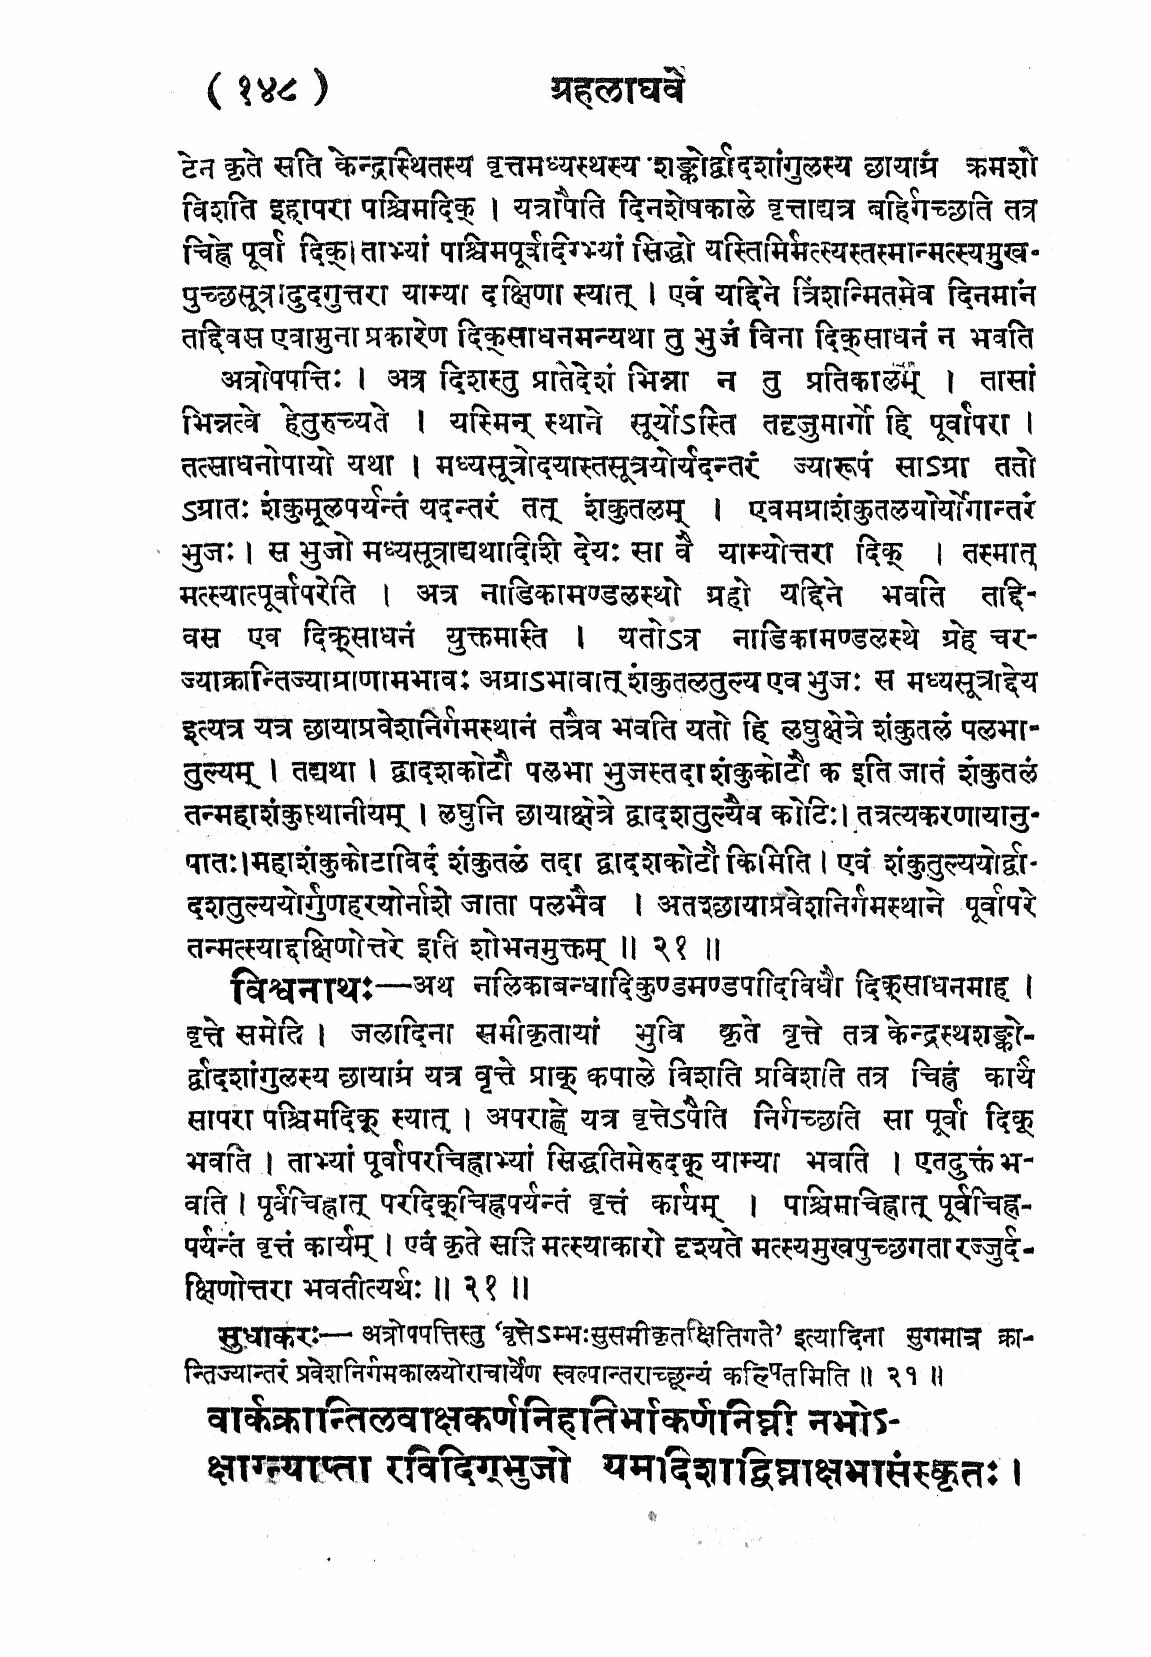 ( १४८ ) ग्रहलाघवे
टेन कृते सति केन्द्रस्थितस्य वृत्तमध्यस्थस्य शङ्कोर्द्वादशांगुलस्य छायाग्रं क्रमशो
विशति इहापरा पश्चिमदिक् । यत्रापैति दिनशेषकाले वृत्ताद्यत्र बहिर्गच्छति तत्र
चिह्ने पूर्वा दिक्। ताभ्यां पाश्चिमपूर्वादिग्भ्यां सिद्धो यस्तिमिर्मत्स्यस्तस्मान्मत्स्यमुख-
पुच्छसूत्रादुदगुत्तरा याम्या दक्षिणा स्यात् । एवं यद्दिने त्रिंशन्मितमेव दिनमानं
तद्दिवस एवामुना प्रकारेण दिक्साधनमन्यथा तु भुजं विना दिक्साधनं न भवति
अत्रोपपत्तिः । अत्र दिशस्तु प्रातेदेशं भिन्ना न तु प्रतिकालम् । तासां
भिन्नत्वे हेतुरुच्यते । यस्मिन् स्थाने सूर्योऽस्ति तदृजुमार्गो हि पूर्वापरा ।
तत्साधनोपायो यथा । मध्यसूत्रोदयास्तसूत्रयोर्यदन्तरं ज्यारूपं साऽग्रा ततो
ऽग्रातः शंकुमूलपर्यन्तं यदन्तरं तत् शंकुतलम् । एवमग्राशंकुतलयोर्योगान्तरं
भुजः । स भुजो मध्यसूत्राद्यथादिशि देयः सा वै याम्योत्तरा दिक् । तस्मात्
मत्स्यात्पूर्वापरेति । अत्र नाडिकामण्डलस्थो ग्रहो यद्दिने भवति तद्दि-
वस एव दिक्साधनं युक्तमास्ति । यतोऽत्र नाडिकामण्डलस्थे ग्रहे चर-
ज्याक्रान्तिज्याग्राणामभावः अग्राऽभावात् शंकुतलतुल्य एव भुजः स मध्यसूत्राद्देय
इत्यत्र यत्र छायाप्रवेशनिर्गमस्थानं तत्रैव भवति यतो हि लघुक्षेत्रे शंकुतलं पलभा-
तुल्यम् । तद्यथा । द्वादशकोटौ पलभा भुजस्तदा शंकुकोटौ क इति जातं शंकुतलं
तन्महाशंकुस्थानीयम् । लघुनि छायाक्षेत्रे द्वादशतुल्यैव कोटिः। तत्रत्यकरणायानु-
पातः।महाशंकुकोटाविदं शंकुतलं तदा द्वादशकोटौ किमिति । एवं शंकुतुल्ययोर्द्वा-
दशतुल्ययोर्गुणहरयोर्नाशे जाता पलभैव । अतश्छायाप्रवेशनिर्गमस्थाने पूर्वापरे
तन्मत्स्याद्दक्षिणोत्तरे इति शोभनमुक्तम् ॥ २१ ॥
विश्वनाथः—अथ नलिकाबन्धादिकुण्डमण्डपादिविधौ दिक्साधनमाह ।
वृत्ते समेति । जलादिना समीकृतायां भुवि कृते वृत्ते तत्र केन्द्रस्थशङ्को-
र्द्वादशांगुलस्य छायाग्रं यत्र वृत्ते प्राक् कपाले विशति प्रविशति तत्र चिह्नं कार्यं
सापरा पश्चिमदिक् स्यात् । अपराह्णे यत्र वृत्तेऽपैति निर्गच्छति सा पूर्वा दिक्
भवति । ताभ्यां पूर्वापरचिह्नाभ्यां सिद्धतिमेरुदक् याम्या भवति । एतदुक्तं भ-
वति । पूर्वचिह्नात् परदिक्चिह्नपर्यन्तं वृत्तं कार्यम् । पाश्चिमाचिह्नात् पूर्वचिह्न-
पर्यन्तं वृत्तं कार्यम् । एवं कृते सति मत्स्याकारो दृश्यते मत्स्यमुखपुच्छगता रज्जुर्द-
क्षिणोत्तरा भवतीत्यर्थः ॥ २१ ॥
सुधाकरः— अत्रोपपत्तिस्तु ‘वृत्तेऽम्भःसुसमीकृतक्षितिगते’ इत्यादिना सुगमात्र क्रा-
न्तिज्यान्तरं प्रवेशनिर्गमकालयोराचार्येण स्वल्पान्तराच्छून्यं कल्पितमिति ॥ २१ ॥
वार्कक्रान्तिलवाक्षकर्णनिहतिर्भाकर्णनिघ्नी नभोऽ-
क्षाग्न्याप्ता रविदिग्भुजो यमदिशाद्विघ्नाक्षभासंस्कृतः ।